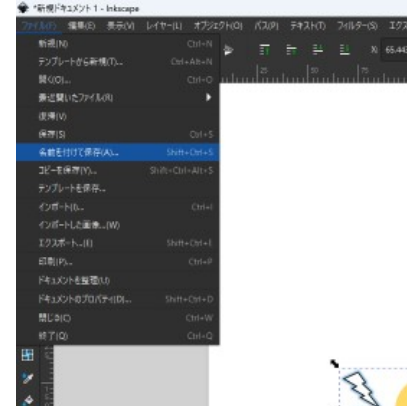 *新規ドキュメント 1 - Inkscape
ファイル(F) 編集(E) 表示(V) レイヤー(L) オブジェクト(O) パス(P) テキスト(T) フィルター(S) エクス
新規(N) Ctrl+N
テンプレートから新規(T)... Ctrl+Alt+N
開く(O)... Ctrl+O
最近開いたファイル(R)
復帰(V)
保存(S) Ctrl+S
名前を付けて保存(A)... Shift+Ctrl+S
コピーを保存(Y)... Shift+Ctrl+Alt+S
テンプレートを保存...
インポート(I)... Ctrl+I
インポートした画像...(W)
エクスポート...(E) Shift+Ctrl+E
印刷(P)... Ctrl+P
ドキュメントを整理(U)
ドキュメントのプロパティ(D)... Shift+Ctrl+D
閉じる(C) Ctrl+W
終了(Q) Ctrl+Q
X: 65.443
25 50 75